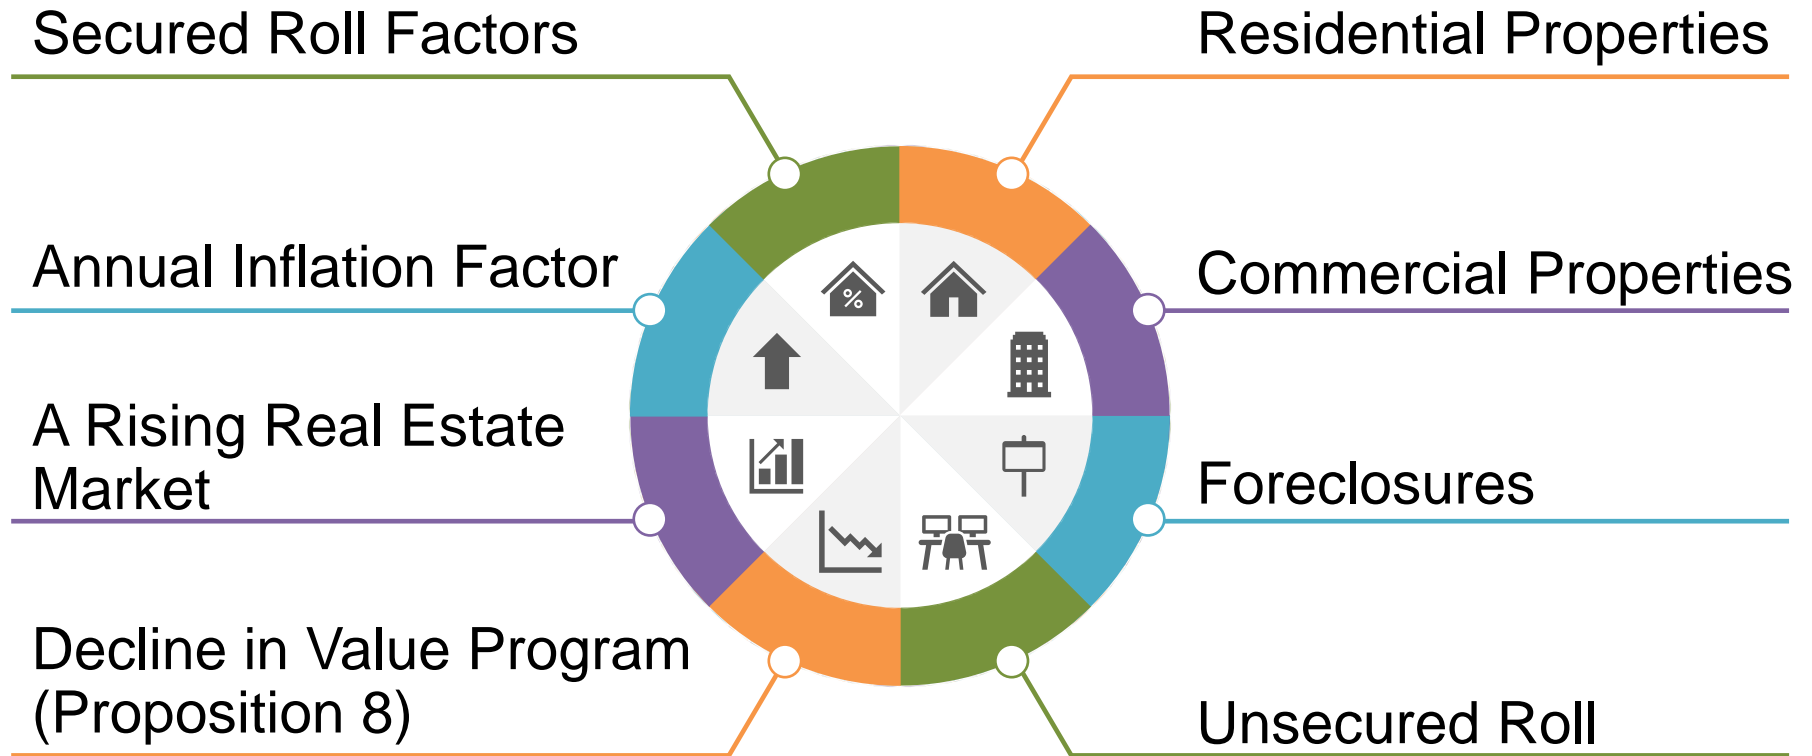 Secured Roll Factors
Residential Properties
Annual Inflation Factor
Commercial Properties
A Rising Real Estate
Market
Foreclosures
Decline in Value Program
(Proposition 8)
Unsecured Roll
%